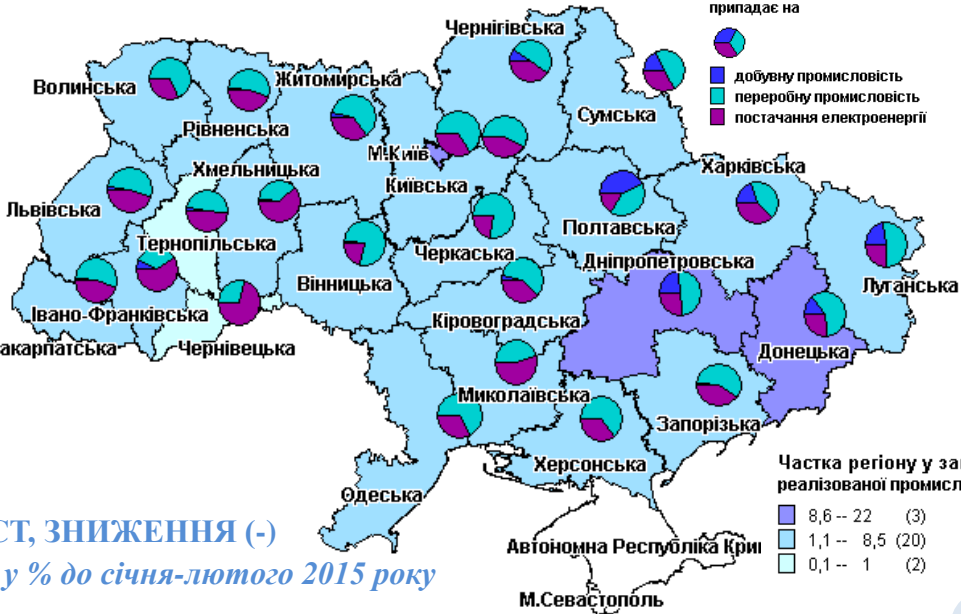 припадає на
добувну промисловість
переробну промисловість
постачання електроенергії
Чернігівська
Волинська
Житомирська
Рівненська
Сумська
М.Київ
Хмельницька
Харківська
Київська
Львівська
Полтавська
Тернопільська
Черкаська
Дніпропетровська
Вінницька
Луганська
Івано-Франківська
Кіровоградська
акарпатська
Чернівецька
Донецька
Миколаївська
Запорізька
Херсонська
Одеська
Частка регіону у за
реалізованої промисл
8,6 -- 22 (3)
1,1 -- 8,5 (20)
0,1 -- 1 (2)
СТ, ЗНИЖЕННЯ (-)
у % до січня-лютого 2015 року
Автономна Республіка Кри
М.Севастополь